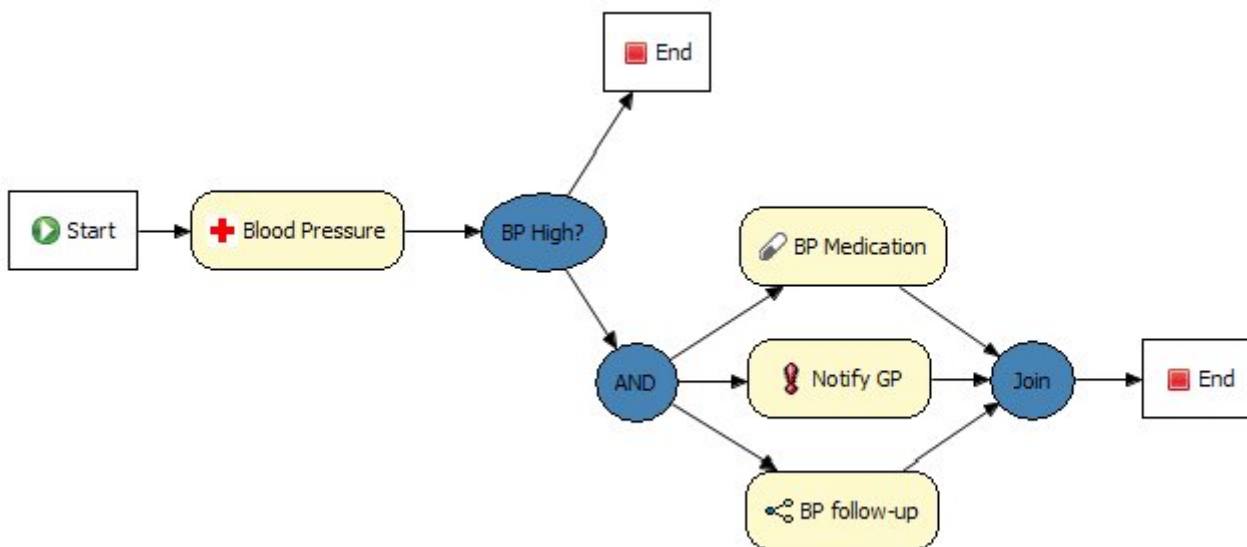 End
Start
Blood Pressure
BP High?
BP Medication
AND
Notify GP
Join
End
BP follow-up